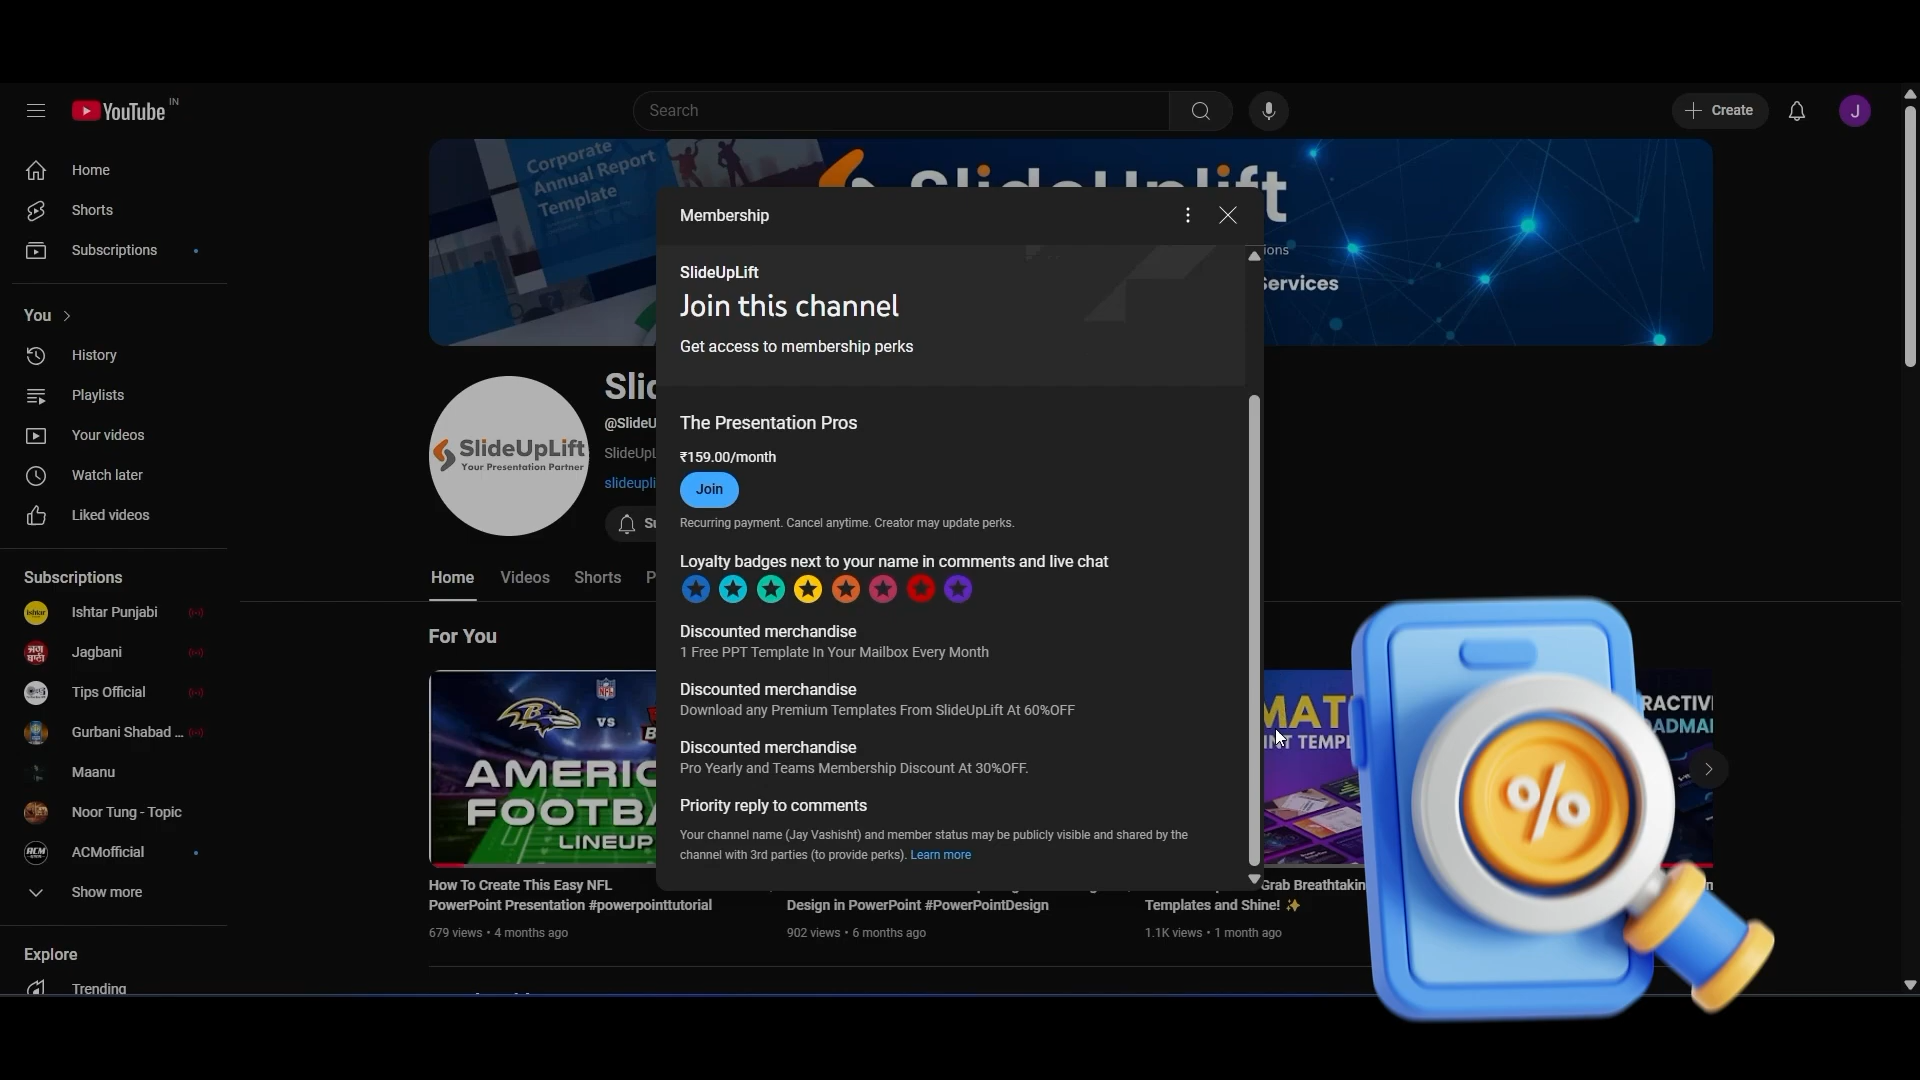 YouTube IN
Search
Create
J
Home
Shorts
Subscriptions
You
History
Playlists
Your videos
Watch later
Liked videos
Subscriptions
Ishtar Punjabi
Jagbani
Tips Official
Gurbani Shabad ...
Maanu
Noor Tung - Topic
ACMofficial
Show more
Explore
Trending
Corporate
Annual Report
Template
SlideUplift
Services
SlideUpLift
Your Presentation Partner
Home
Videos
Shorts
For You
Membership
SlideUpLift
Join this channel
Get access to membership perks
The Presentation Pros
₹159.00/month
Join
Recurring payment. Cancel anytime. Creator may update perks.
Loyalty badges next to your name in comments and live chat
Discounted merchandise
1 Free PPT Template In Your Mailbox Every Month
Discounted merchandise
Download any Premium Templates From SlideUpLift At 60%OFF
Discounted merchandise
Pro Yearly and Teams Membership Discount At 30%OFF.
Priority reply to comments
Your channel name (Jay Vashisht) and member status may be publicly visible and shared by the
channel with 3rd parties (to provide perks). Learn more
NFL
VS
LINEUP
How To Create This Easy NFL
PowerPoint Presentation #powerpointtutorial
679 views • 4 months ago
Design in PowerPoint #PowerPointDesign
902 views • 6 months ago
Templates and Shine! ✨
1.1K views • 1 month ago
%